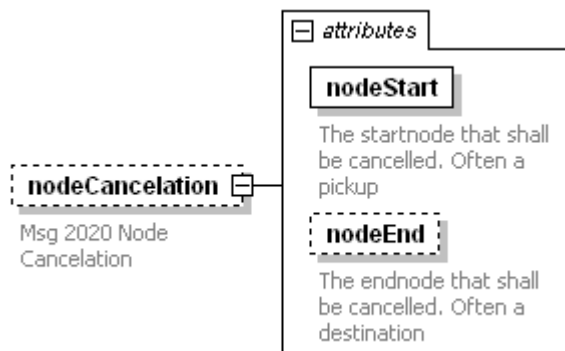 attributes
nodeStart
The startnode that shall
be cancelled. Often a
pickup
nodeCancelation
Msg 2020 Node
Cancelation
nodeEnd
The endnode that shall
be cancelled. Often a
destination